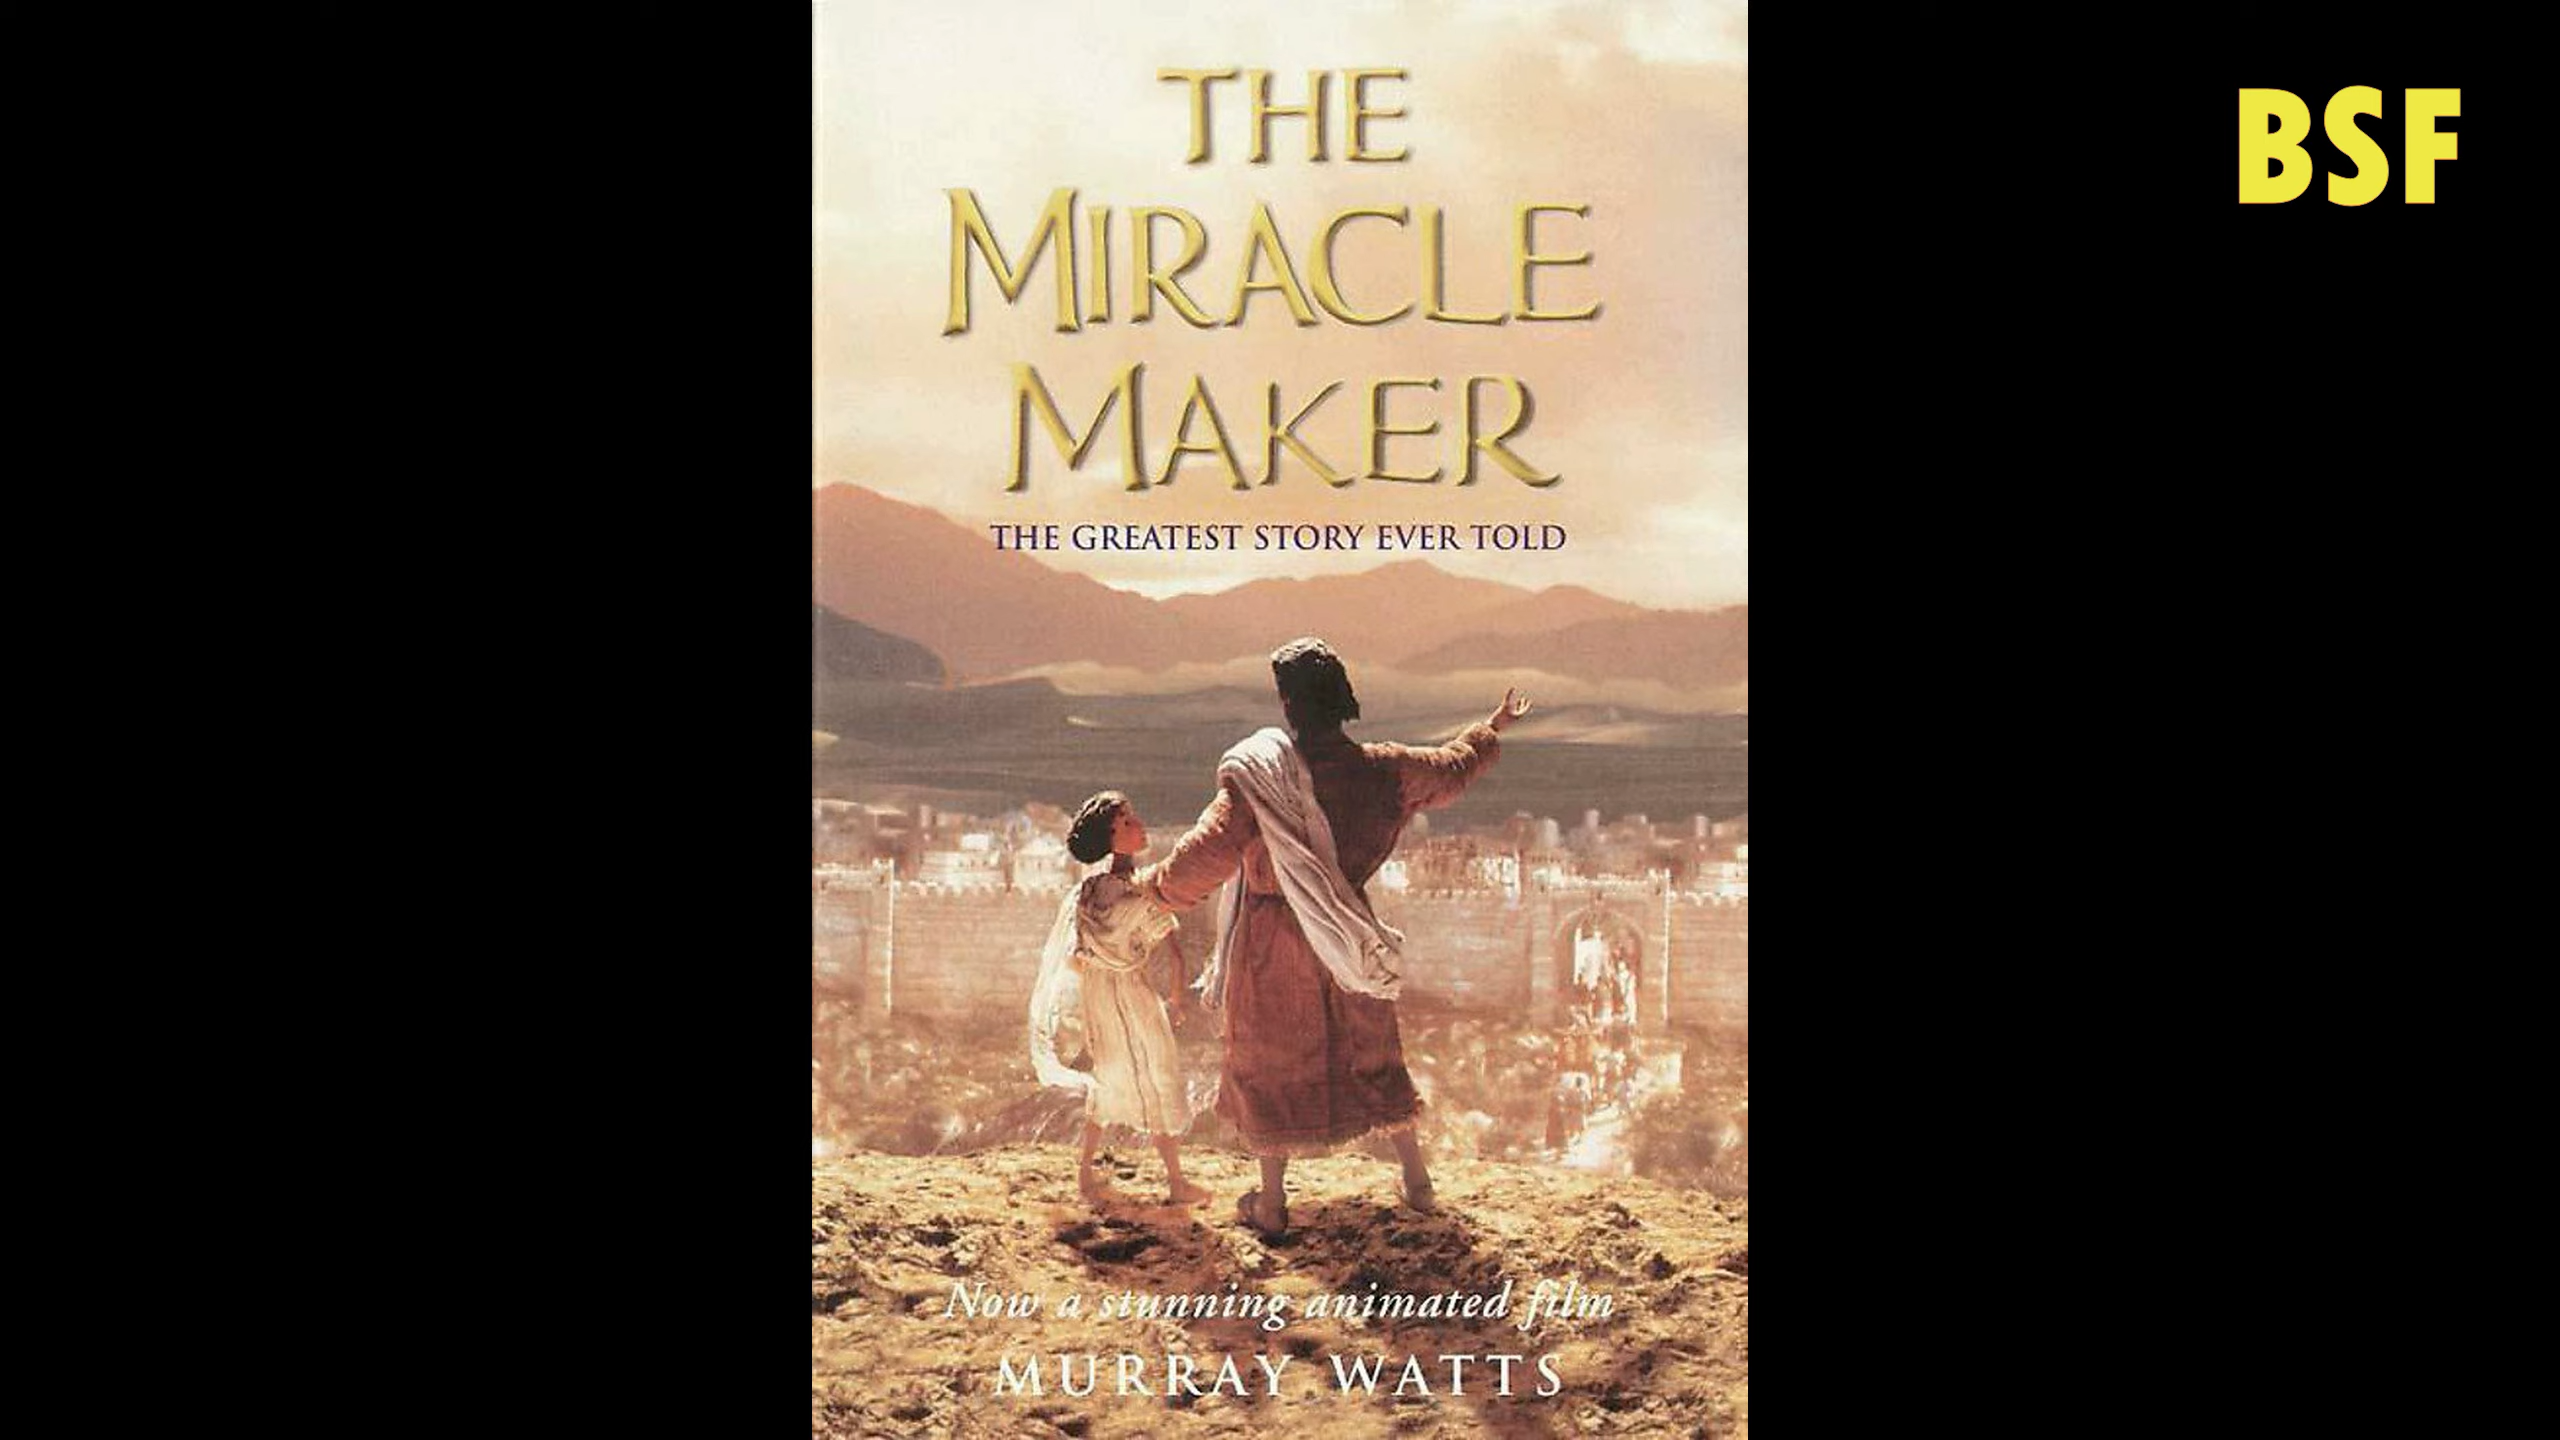 THE
MIRACLE
MAKER
THE GREATEST STORY EVER TOLD
Now a stunning animated film
MURRAY WATTS
BSF